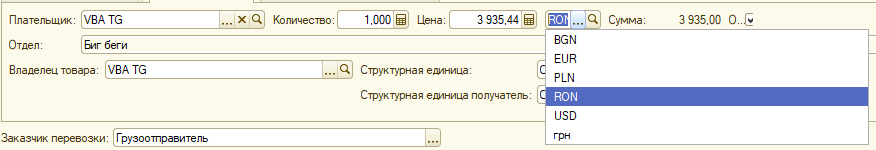 Плательщик: VBA TG ... Количество: 1,000 Цена: 3 935,44 RON ... Сумма: 3 935,00 О...
Отдел: Биг беги
Владелец товара: VBA TG ... Структурная единица:
Структурная единица получатель:
BGN
EUR
PLN
RON
USD
грн
Заказчик перевозки: Грузоотправитель ...